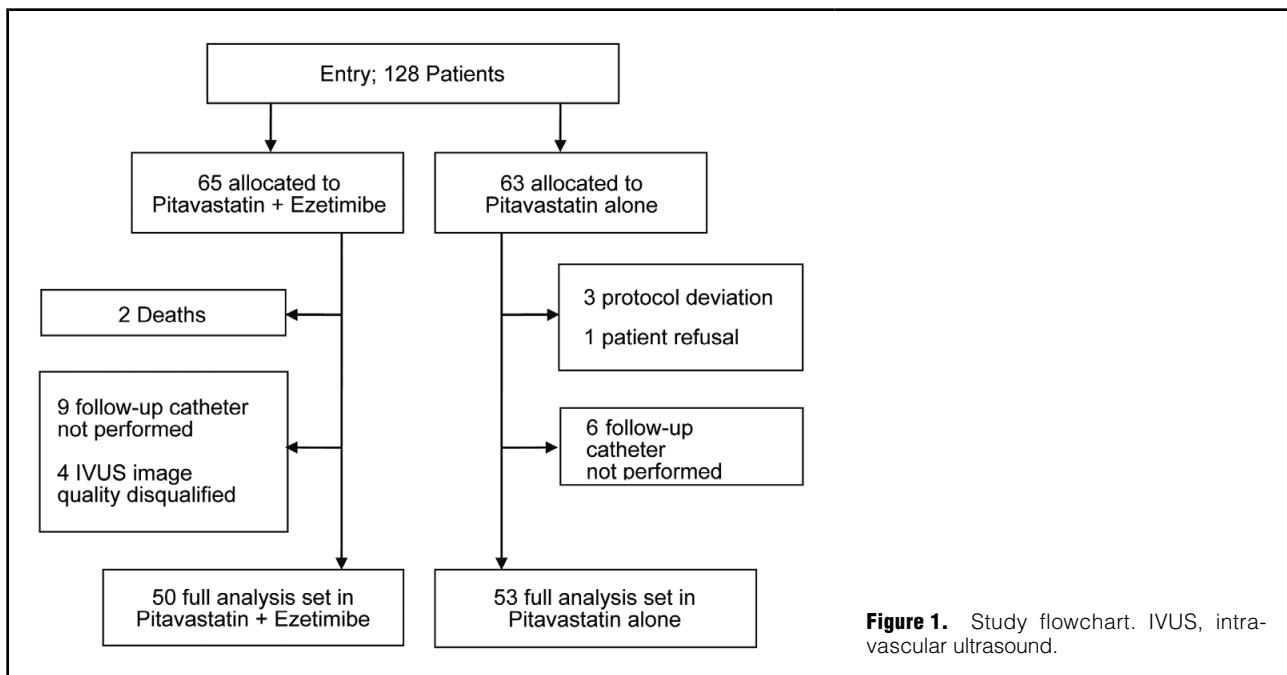 Entry; 128 Patients
65 allocated to
Pitavastatin + Ezetimibe
63 allocated to
Pitavastatin alone
2 Deaths
3 protocol deviation
1 patient refusal
9 follow-up catheter
not performed
4 IVUS image
quality disqualified
6 follow-up
catheter
not performed
50 full analysis set in
Pitavastatin + Ezetimibe
53 full analysis set in
Pitavastatin alone
Figure 1. Study flowchart. IVUS, intra-
vascular ultrasound.